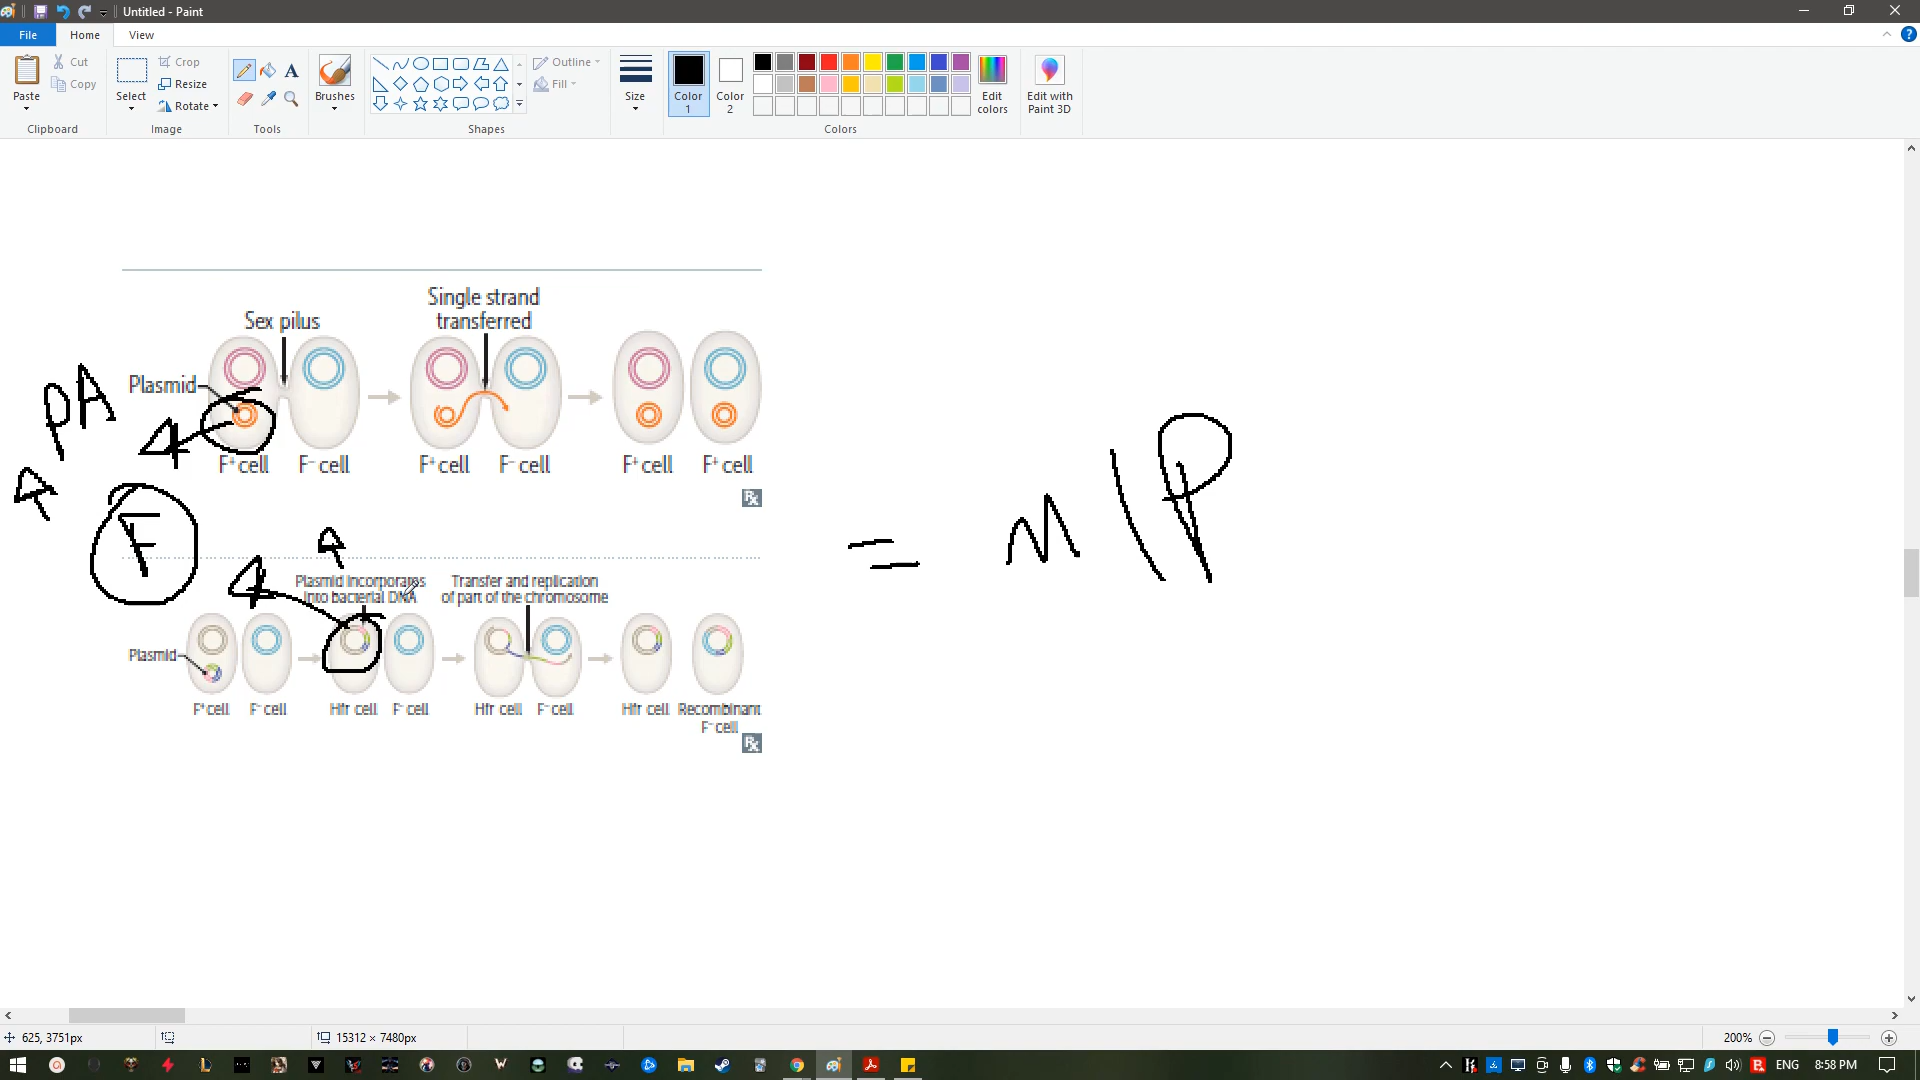 Untitled - Paint
File Home View
Paste
Cut
Copy
Clipboard
Select
Crop
Resize
Rotate
Image
A
Tools
Brushes
Outline
Fill
Shapes
Size
Color 1
Color 2
Edit colors
Colors
Edit with Paint 3D
Single strand
transferred
Sex pilus
Plasmid
PA
F+ cell F– cell F+ cell F– cell F+ cell F+ cell
Rx
F
= M I P
Plasmid incorporates
into bacterial DNA
Transfer and replication
of part of the chromosome
Plasmid
F+ cell F– cell Hfr cell F– cell Hfr cell F– cell Hfr cell Recombinant
F– cell
Rx
625, 3751px
15312 × 7480px
200%
ENG 8:58 PM